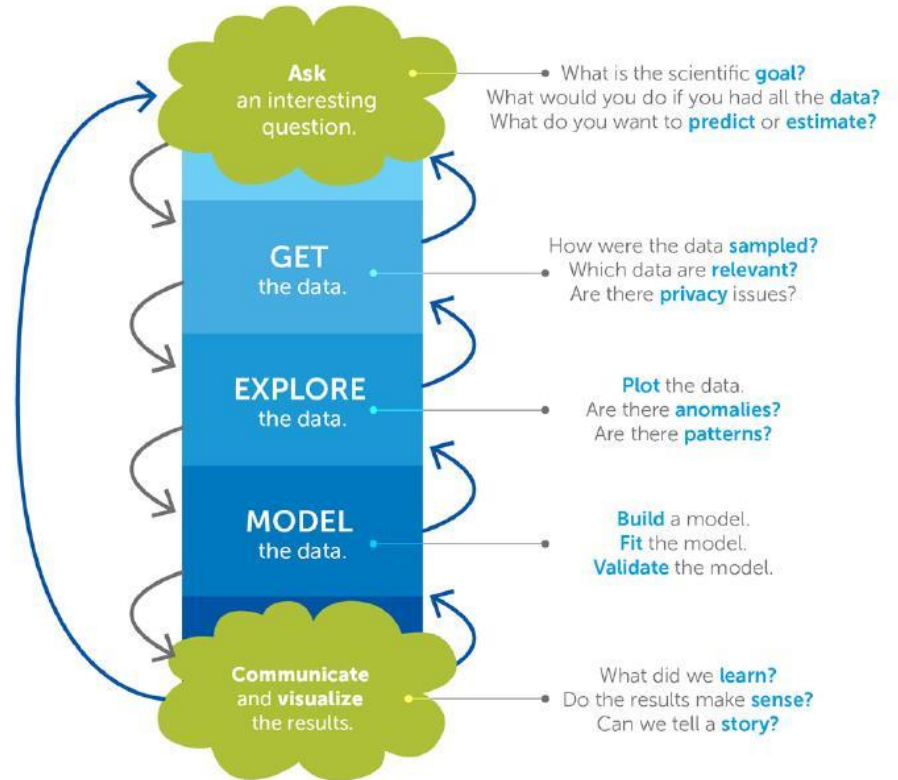 Ask
an interesting
question.
What is the scientific goal?
What would you do if you had all the data?
What do you want to predict or estimate?
GET
the data.
How were the data sampled?
Which data are relevant?
Are there privacy issues?
EXPLORE
the data.
Plot the data.
Are there anomalies?
Are there patterns?
MODEL
the data.
Build a model.
Fit the model.
Validate the model.
Communicate
and visualize
the results.
What did we learn?
Do the results make sense?
Can we tell a story?